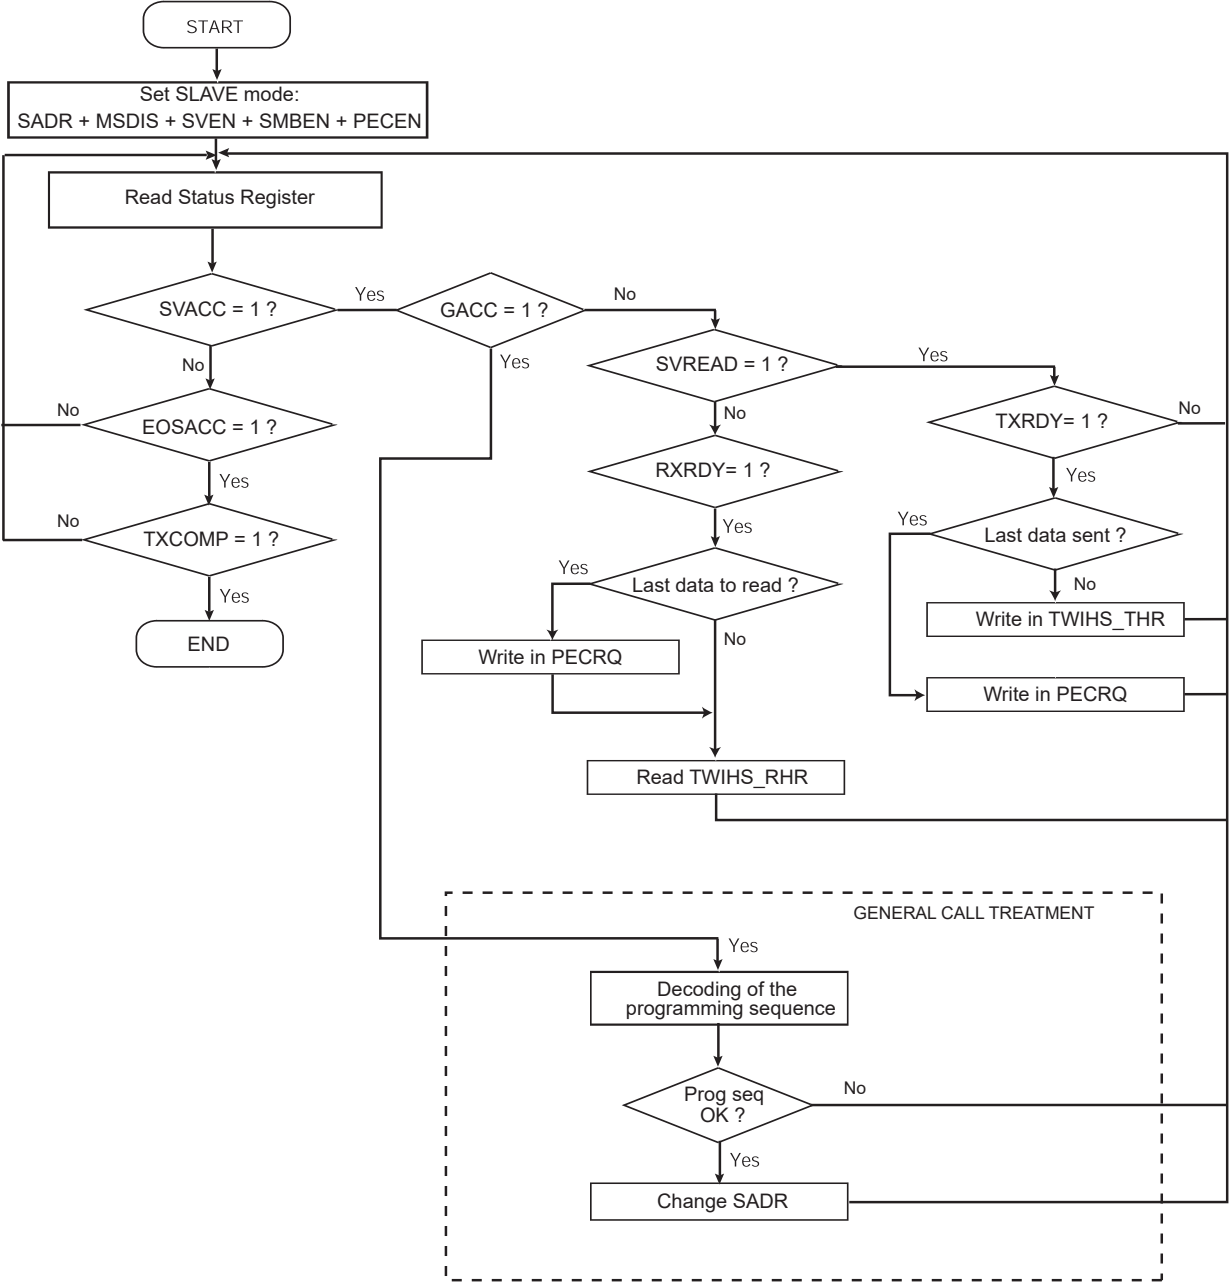 START
Set SLAVE mode:
SADR + MSDIS + SVEN + SMBEN + PECEN
Read Status Register
SVACC = 1 ?
Yes
GACC = 1 ?
No
SVREAD = 1 ?
Yes
TXRDY= 1 ?
No
No
Yes
No
EOSACC = 1 ?
No
RXRDY= 1 ?
Yes
Yes
Yes
Last data sent ?
Yes
No
TXCOMP = 1 ?
Yes
Last data to read ?
No
Yes
Write in TWIHS_THR
END
No
Write in PECRQ
Write in PECRQ
Read TWIHS_RHR
GENERAL CALL TREATMENT
Yes
Decoding of the
programming sequence
Prog seq
OK ?
No
Yes
Change SADR